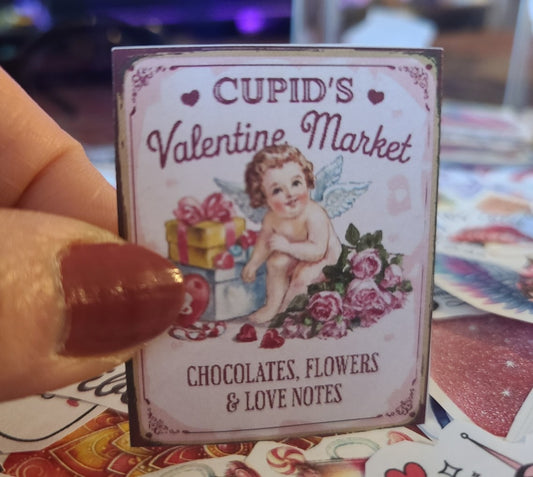 CUPID'S
Valentine Market
CHOCOLATES, FLOWERS
& LOVE NOTES